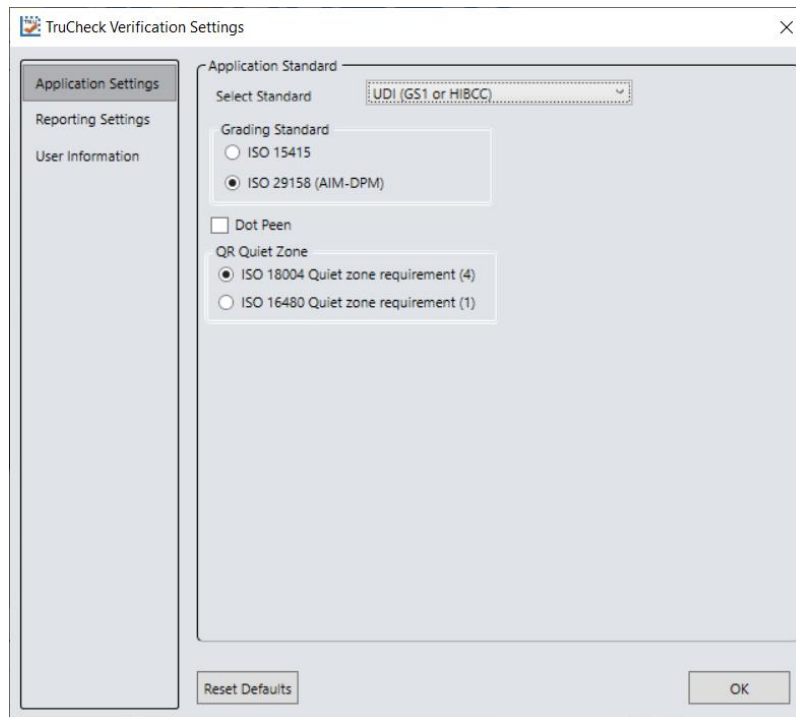 TruCheck Verification Settings
Application Settings
Reporting Settings
User Information
Application Standard
Select Standard
UDI (GS1 or HIBCC)
Grading Standard
ISO 15415
ISO 29158 (AIM-DPM)
Dot Peen
QR Quiet Zone
ISO 18004 Quiet zone requirement (4)
ISO 16480 Quiet zone requirement (1)
Reset Defaults
OK